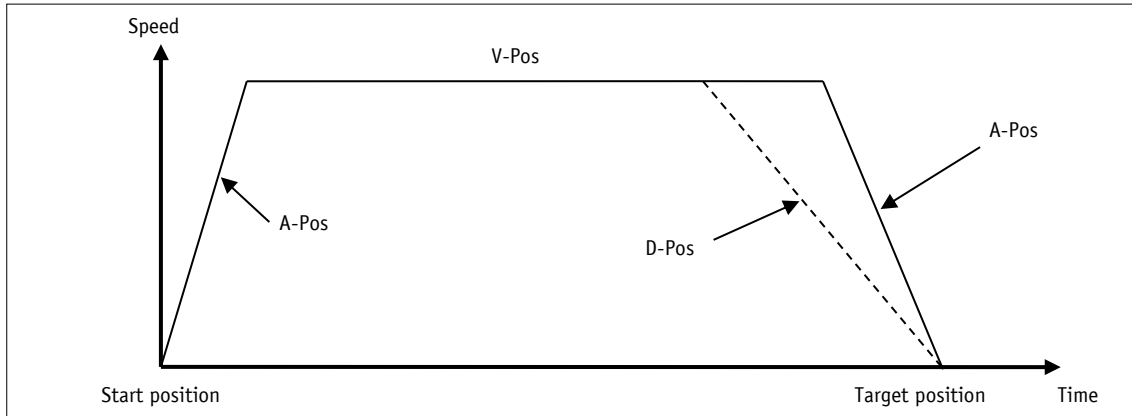 Speed
V-Pos
A-Pos
A-Pos
D-Pos
Start position
Target position
Time